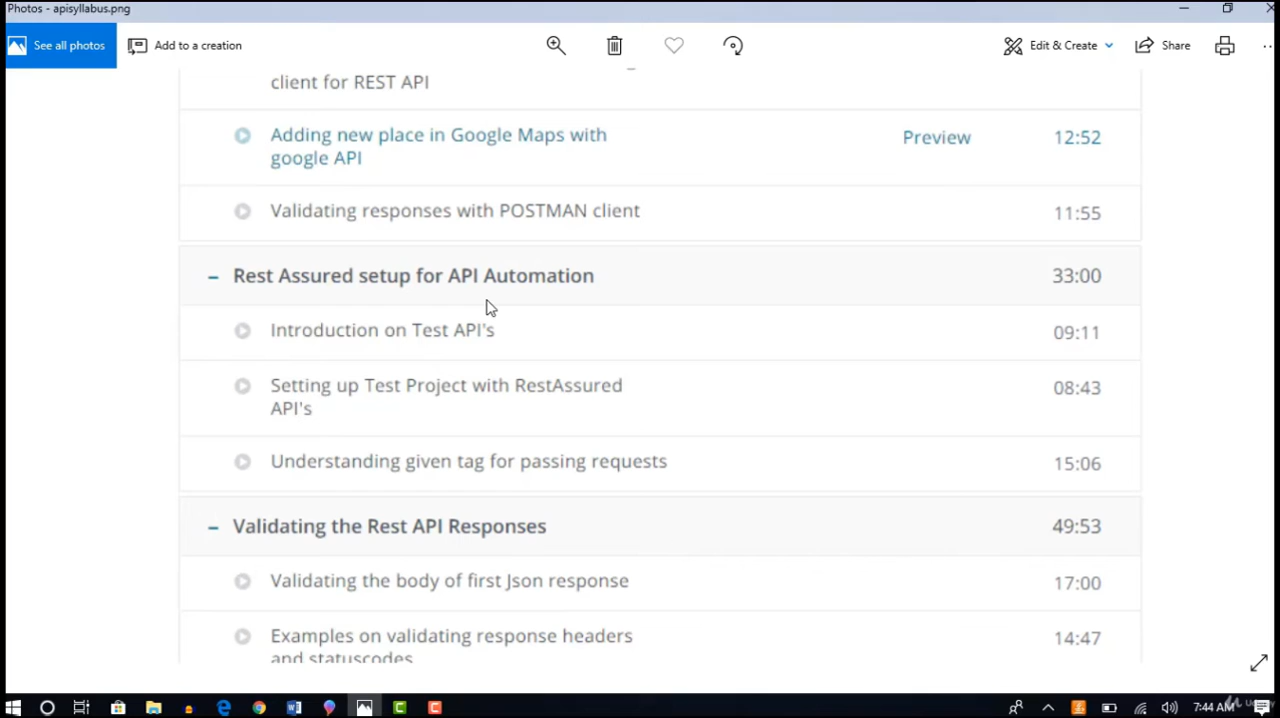 Photos - apisyllabus.png
See all photos
Add to a creation
Edit & Create
Share
client for REST API
Adding new place in Google Maps with
google API
Preview
12:52
Validating responses with POSTMAN client
11:55
Rest Assured setup for API Automation
33:00
Introduction on Test API's
09:11
Setting up Test Project with RestAssured
API's
08:43
Understanding given tag for passing requests
15:06
Validating the Rest API Responses
49:53
Validating the body of first Json response
17:00
Examples on validating response headers
and statuscodes
14:47
7:44 AM